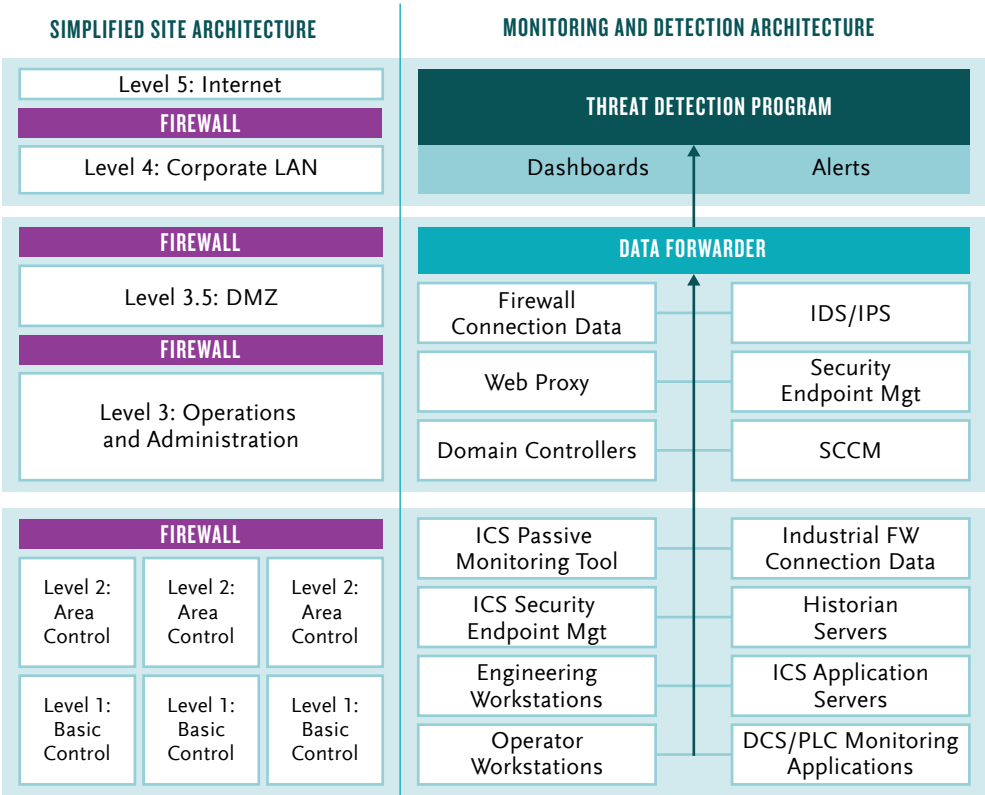 SIMPLIFIED SITE ARCHITECTURE
Level 5: Internet
FIREWALL
Level 4: Corporate LAN
FIREWALL
Level 3.5: DMZ
FIREWALL
Level 3: Operations
and Administration
FIREWALL
Level 2:
Area
Control
Level 2:
Area
Control
Level 2:
Area
Control
Level 1:
Basic
Control
Level 1:
Basic
Control
Level 1:
Basic
Control
MONITORING AND DETECTION ARCHITECTURE
THREAT DETECTION PROGRAM
Dashboards
Alerts
DATA FORWARDER
Firewall
Connection Data
IDS/IPS
Web Proxy
Security
Endpoint Mgt
Domain Controllers
SCCM
ICS Passive
Monitoring Tool
Industrial FW
Connection Data
ICS Security
Endpoint Mgt
Historian
Servers
Engineering
Workstations
ICS Application
Servers
Operator
Workstations
DCS/PLC Monitoring
Applications